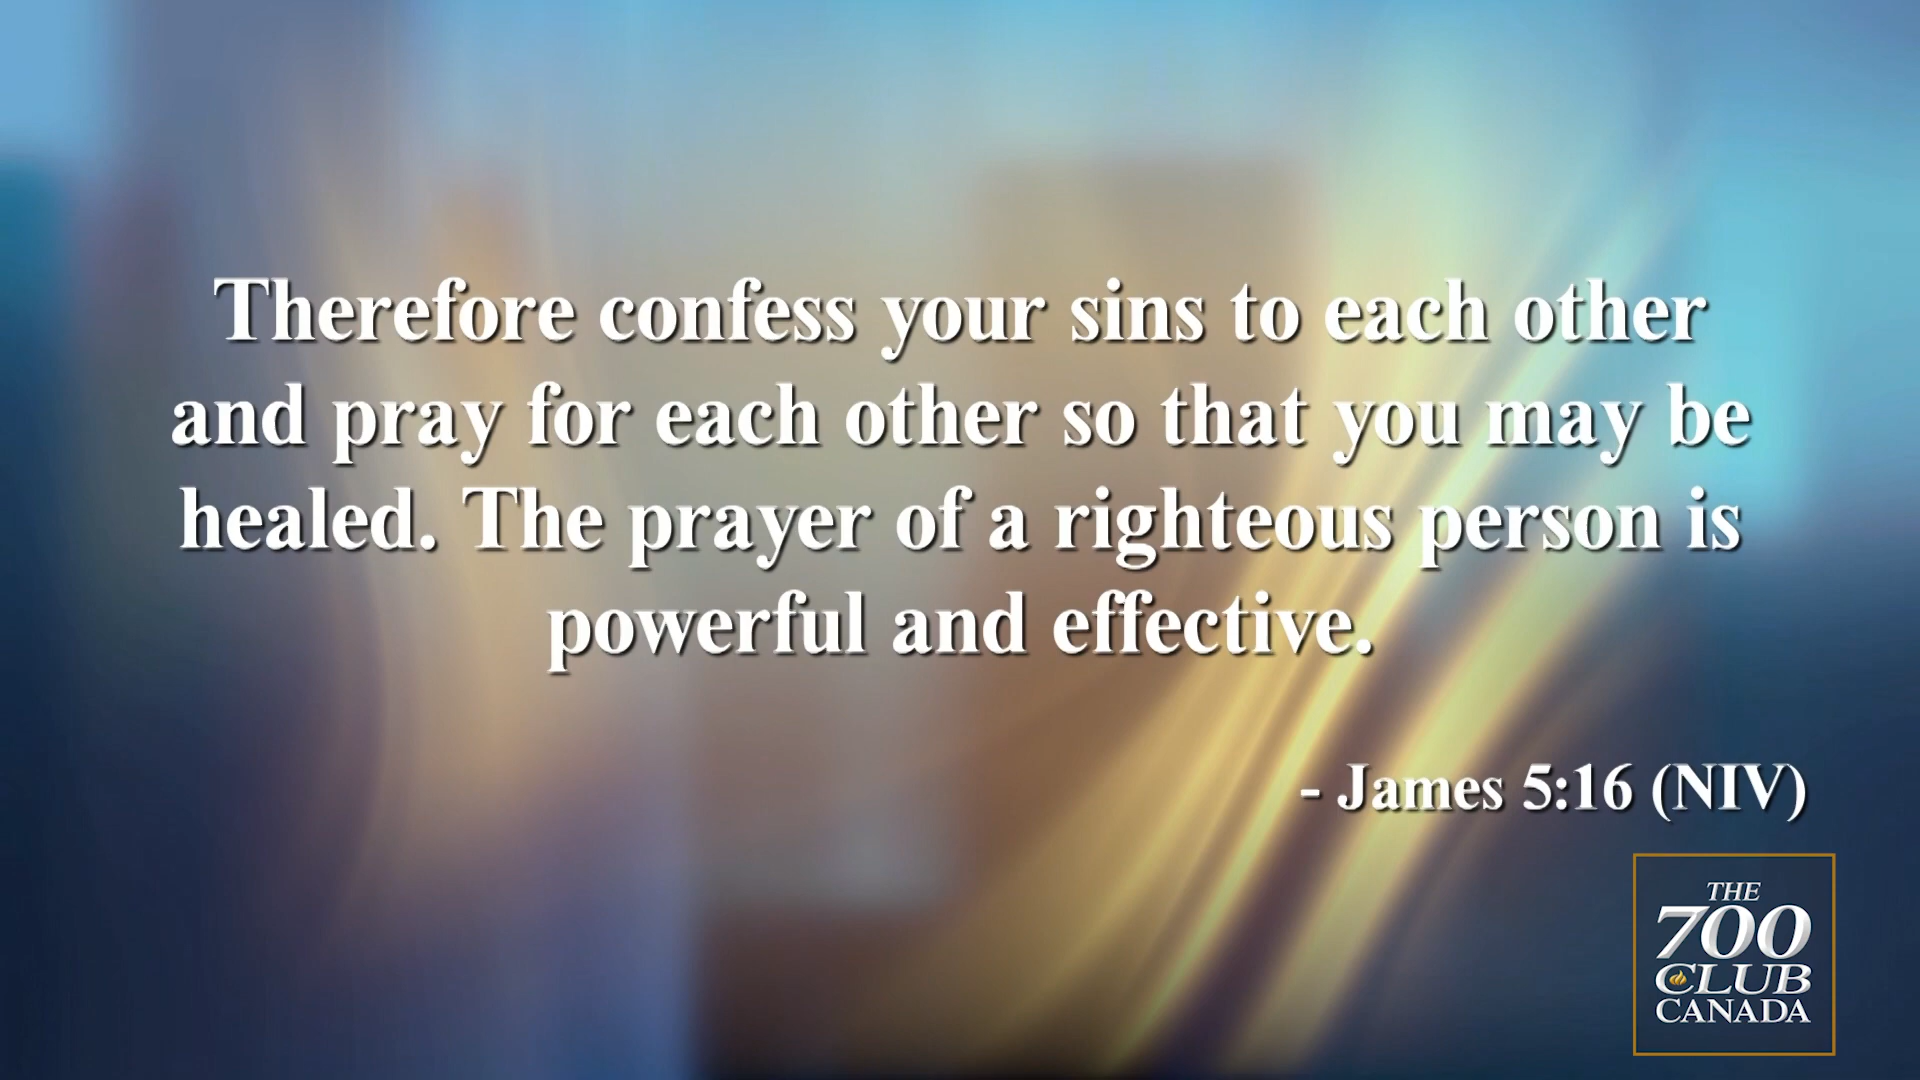 Therefore confess your sins to each other
and pray for each other so that you may be
healed. The prayer of a righteous person is
powerful and effective.
- James 5:16 (NIV)
THE
700
CLUB
CANADA